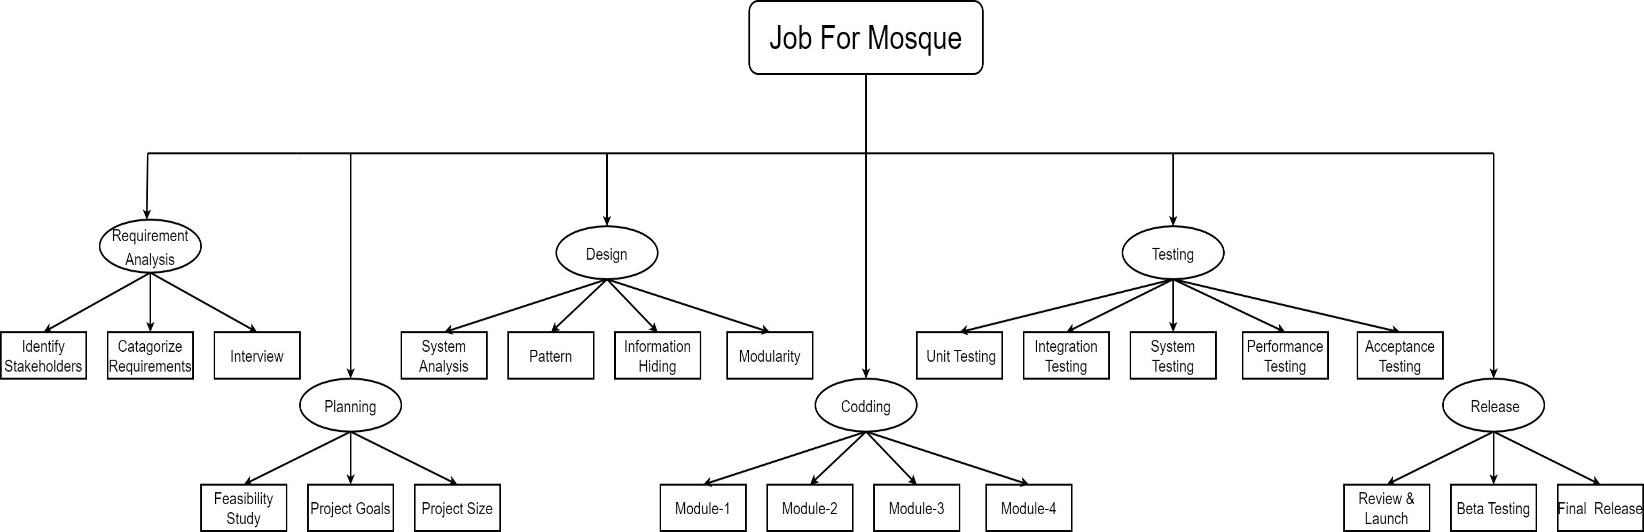 Job For Mosque
Requirement
Analysis
Design
Testing
Identify
Stakeholders
Catagorize
Requirements
Interview
System
Analysis
Pattern
Information
Hiding
Modularity
Unit Testing
Integration
Testing
System
Testing
Performance
Testing
Acceptance
Testing
Planning
Codding
Release
Feasibility
Study
Project Goals
Project Size
Module-1
Module-2
Module-3
Module-4
Review &
Launch
Beta Testing
Final Release